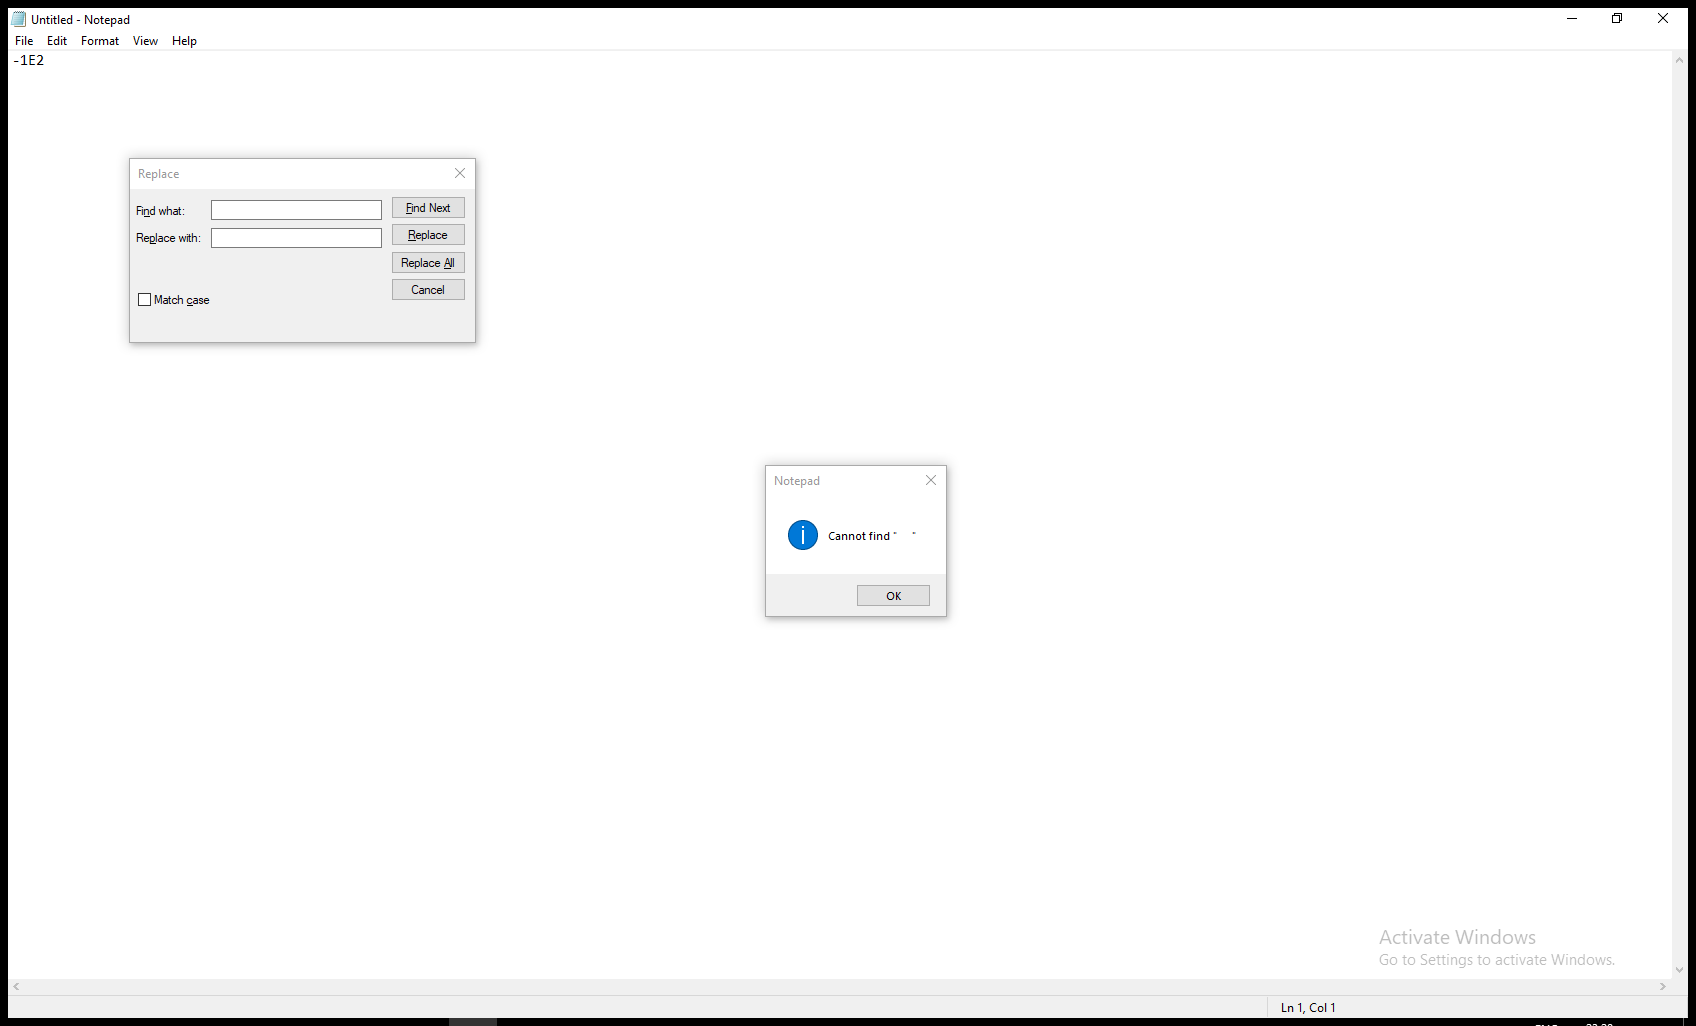 Untitled - Notepad
File Edit Format View Help
-1E2
Replace
Find what:
Find Next
Replace with:
Replace
Replace All
Cancel
Match case
Notepad
Cannot find " "
OK
Activate Windows
Go to Settings to activate Windows.
Ln 1, Col 1